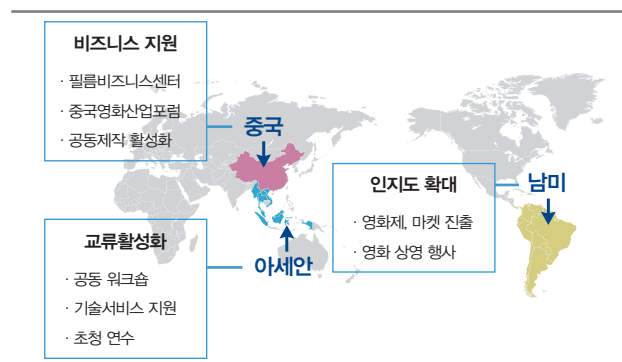 비즈니스 지원
· 필름비즈니스센터
· 중국영화산업포럼
· 공동제작 활성화
중국
인지도 확대
· 영화제, 마켓 진출
· 영화 상영 행사
남미
교류활성화
· 공동 워크숍
· 기술서비스 지원
· 초청 연수
아세안